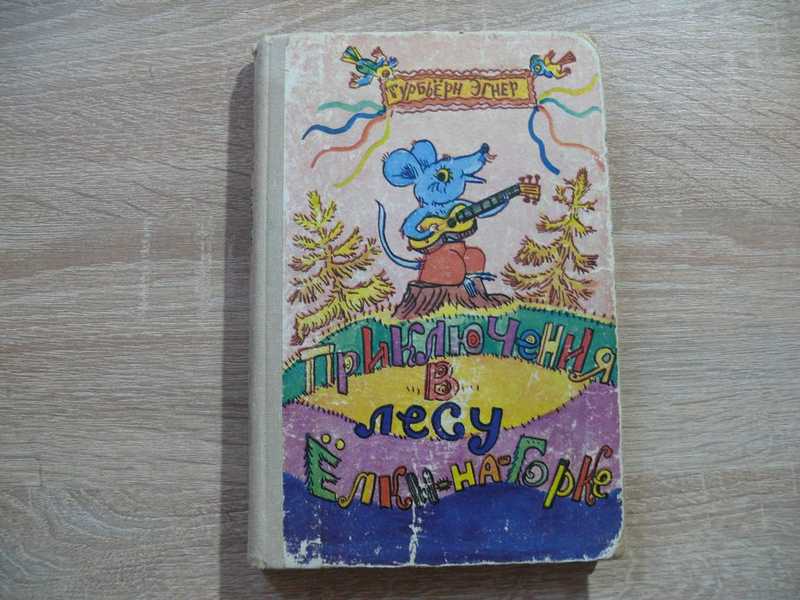 Турбьёрн Эгнер
Приключения
в
лесу
Ёлки-на-Горке